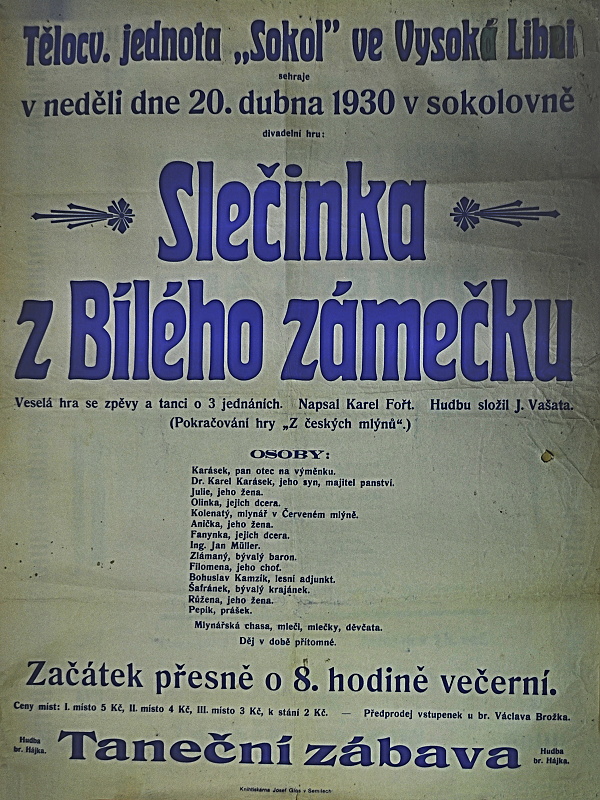 Tělocv. jednota „Sokol" ve Vysoké Libni
sehraje
v neděli dne 20. dubna 1930 v sokolovně
divadelní hru:
Slečinka
z Bílého zámečku
Veselá hra se zpěvy a tanci o 3 jednáních. Napsal Karel Fořt. Hudbu složil J. Vašata.
(Pokračování hry „Z českých mlýnů“.)
OSOBY:
Karásek, pan otec na výměnku.
Dr. Karel Karásek, jeho syn, majitel panství.
Julie, jeho žena.
Olinka, jejich dcera.
Kolenatý, mlynář v Červeném mlýně.
Anička, jeho žena.
Fanynka, jejich dcera.
Ing. Jan Müller.
Zlámaný, bývalý baron.
Filomena, jeho choť.
Bohuslav Kamzík, lesní adjunkt.
Šafránek, bývalý krajánek.
Růžena, jeho žena.
Pepík, prášek.
Mlynářská chasa, mleči, mlečky, děvčata.
Děj v době přítomné.
Začátek přesně o 8. hodině večerní.
Ceny míst: I. místo 5 Kč, II. místo 4 Kč, III. místo 3 Kč, k stání 2 Kč. — Předprodej vstupenek u br. Václava Brožka.
Hudba br. Hájka. Taneční zábava Hudba br. Hájka.
Knihtiskárna Josef Glos v Semilech